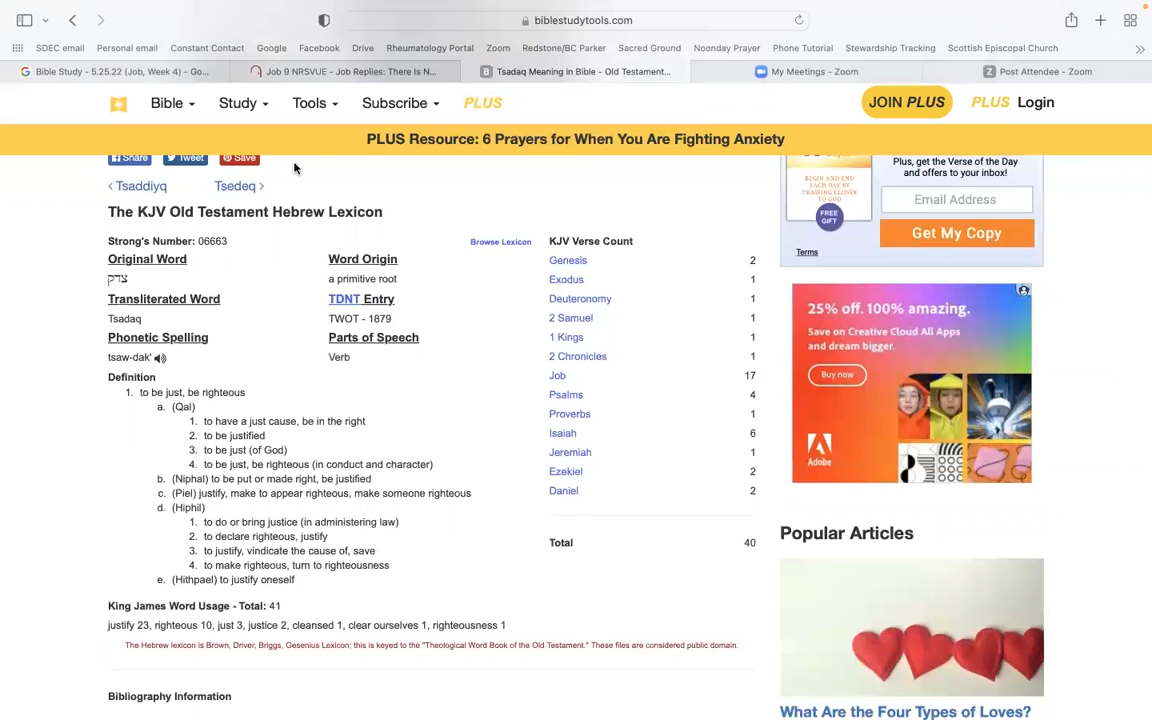 biblestudytools.com
SDEC email Personal email Constant Contact Google Facebook Drive Rheumatology Portal Zoom Redstone/BC Parker Sacred Ground Noonday Prayer Phone Tutorial Stewardship Tracking Scottish Episcopal Church
Bible Study - 5.25.22 (Job, Week 4) - Go... Job 9 NRSVUE - Job Replies: There Is N... Tsadaq Meaning in Bible - Old Testament... My Meetings - Zoom Post Attendee - Zoom
Bible Study Tools Subscribe PLUS JOIN PLUS PLUS Login
PLUS Resource: 6 Prayers for When You Are Fighting Anxiety
Share Tweet Save
< Tsaddiyq Tsedeq >
The KJV Old Testament Hebrew Lexicon
Strong's Number: 06663 Browse Lexicon
Original Word Word Origin
צדק a primitive root
Transliterated Word TDNT Entry
Tsadaq TWOT - 1879
Phonetic Spelling Parts of Speech
tsaw-dak' Verb
Definition
1. to be just, be righteous
a. (Qal)
1. to have a just cause, be in the right
2. to be justified
3. to be just (of God)
4. to be just, be righteous (in conduct and character)
b. (Niphal) to be put or made right, be justified
c. (Piel) justify, make to appear righteous, make someone righteous
d. (Hiphil)
1. to do or bring justice (in administering law)
2. to declare righteous, justify
3. to justify, vindicate the cause of, save
4. to make righteous, turn to righteousness
e. (Hithpael) to justify oneself
King James Word Usage - Total: 41
justify 23, righteous 10, just 3, justice 2, cleansed 1, clear ourselves 1, righteousness 1
The Hebrew lexicon is Brown, Driver, Briggs, Gesenius Lexicon; this is keyed to the "Theological Word Book of the Old Testament." These files are considered public domain.
Bibliography Information
KJV Verse Count
Genesis 2
Exodus 1
Deuteronomy 1
2 Samuel 1
1 Kings 1
2 Chronicles 1
Job 17
Psalms 4
Proverbs 1
Isaiah 6
Jeremiah 1
Ezekiel 2
Daniel 2
Total 40
Plus, get the Verse of the Day
and offers to your inbox!
BEGIN AND END
EACH DAY BY
DRAWING CLOSER
TO GOD
FREE
GIFT
Email Address
Get My Copy
Terms
25% off. 100% amazing.
Save on Creative Cloud All Apps
and dream bigger.
Buy now
Adobe
Popular Articles
What Are the Four Types of Loves?